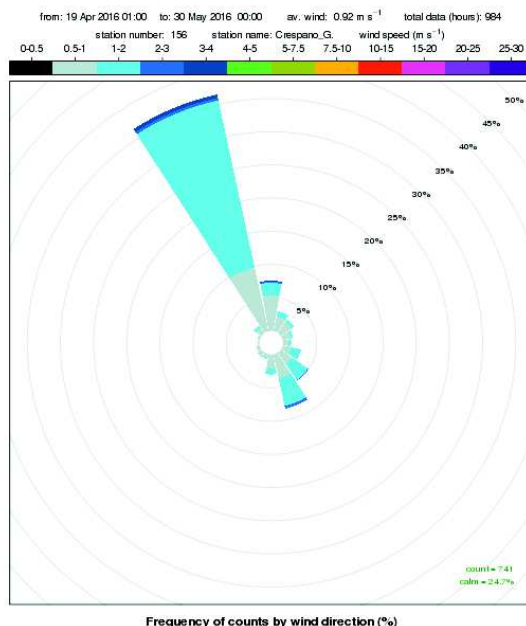 from: 19 Apr 2016 01:00 to: 30 May 2016 00:00 av. wind: 0.92 m s⁻¹ total data (hours): 984
station number: 156 station name: Crespano_G. wind speed (m s⁻¹)
0-0.5 0.5-1 1-2 2-3 3-4 4-5 5-7.5 7.5-10 10-15 15-20 20-25 25-30
50%
45%
40%
35%
30%
25%
20%
15%
10%
5%
count = 741
calm = 24.7%
Frequency of counts by wind direction (%)